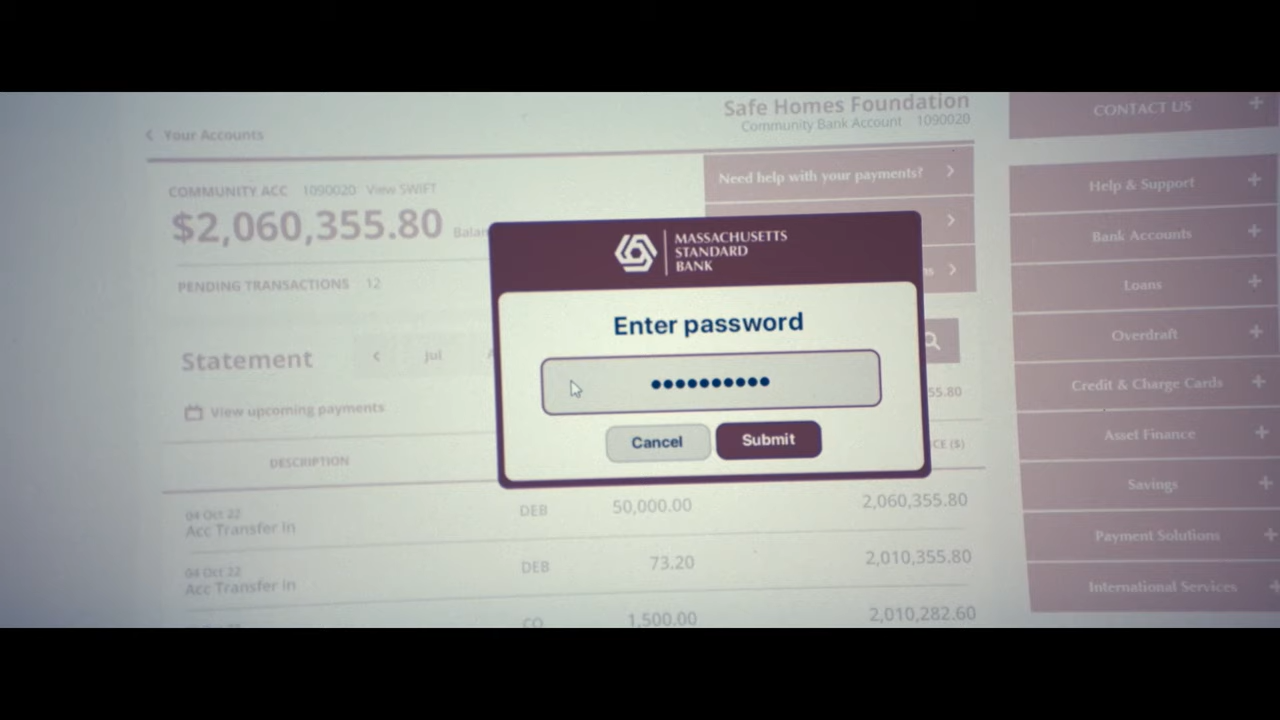 Safe Homes Foundation
Community Bank Account 1090020
Your Accounts
CONTACT US
COMMUNITY ACC 1090020 View SWIFT
$2,060,355.80
Need help with your payments?
PENDING TRANSACTIONS 12
Statement
Jul
View upcoming payments
DESCRIPTION
MASSACHUSETTS
STANDARD
BANK
Enter password
••••••••••
Cancel Submit
55.80
CE ($)
04 Oct 22
Acc Transfer In DEB 50,000.00 2,060,355.80
04 Oct 22
Acc Transfer In DEB 73.20 2,010,355.80
CO 1,500.00 2,010,282.60
Help & Support
Bank Accounts
Loans
Overdraft
Credit & Charge Cards
Asset Finance
Savings
Payment Solutions
International Services